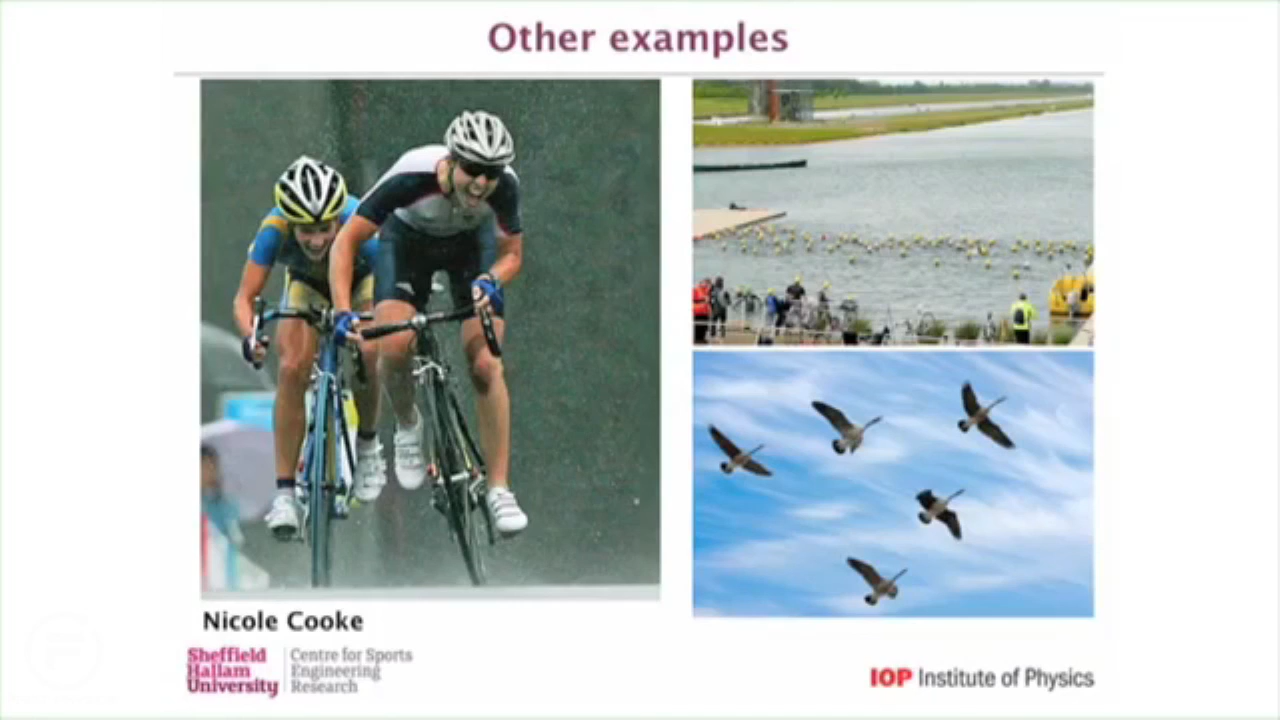 Other examples
Nicole Cooke
Sheffield
Hallam
University
Centre for Sports
Engineering
Research
IOP Institute of Physics